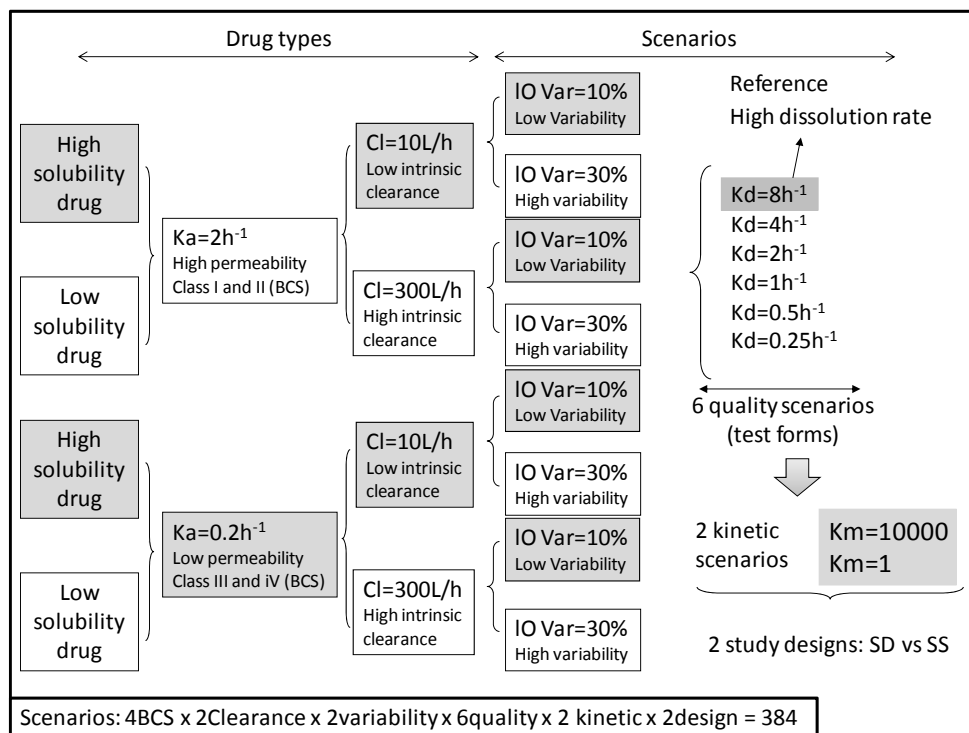 Drug types
Scenarios
High
solubility
drug
Low
solubility
drug
Ka=2h-1
High permeability
Class I and II (BCS)
Cl=10L/h
Low intrinsic
clearance
Cl=300L/h
High intrinsic
clearance
IO Var=10%
Low Variability
IO Var=30%
High variability
IO Var=10%
Low Variability
IO Var=30%
High variability
High
solubility
drug
Low
solubility
drug
Ka=0.2h-1
Low permeability
Class III and iV (BCS)
Cl=10L/h
Low intrinsic
clearance
Cl=300L/h
High intrinsic
clearance
IO Var=10%
Low Variability
IO Var=30%
High variability
IO Var=10%
Low Variability
IO Var=30%
High variability
Reference
High dissolution rate
Kd=8h-1
Kd=4h-1
Kd=2h-1
Kd=1h-1
Kd=0.5h-1
Kd=0.25h-1
6 quality scenarios
(test forms)
2 kinetic
scenarios
Km=10000
Km=1
2 study designs: SD vs SS
Scenarios: 4BCS x 2Clearance x 2variability x 6quality x 2 kinetic x 2design = 384